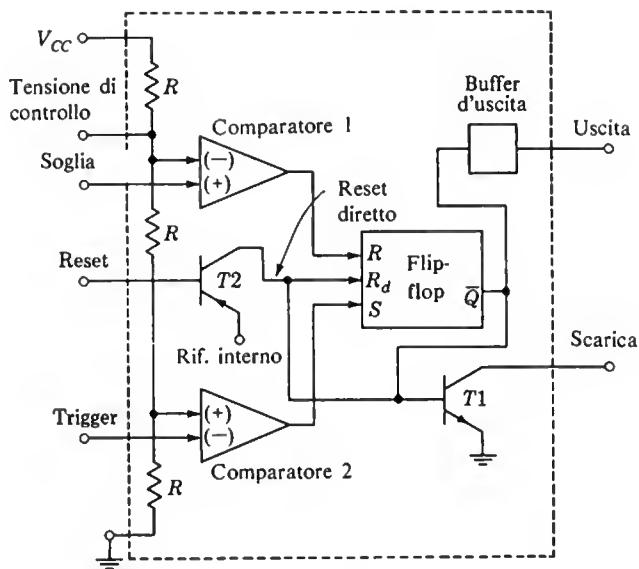 V_CC
Tensione di
controllo
Soglia
Reset
Trigger
R
R
R
Comparatore 1
(−)
(+)
T2
Rif. interno
(+)
(−)
Comparatore 2
Reset
diretto
R
R_d
S
Flip-
flop
Q̅
Buffer
d'uscita
Uscita
Scarica
T1